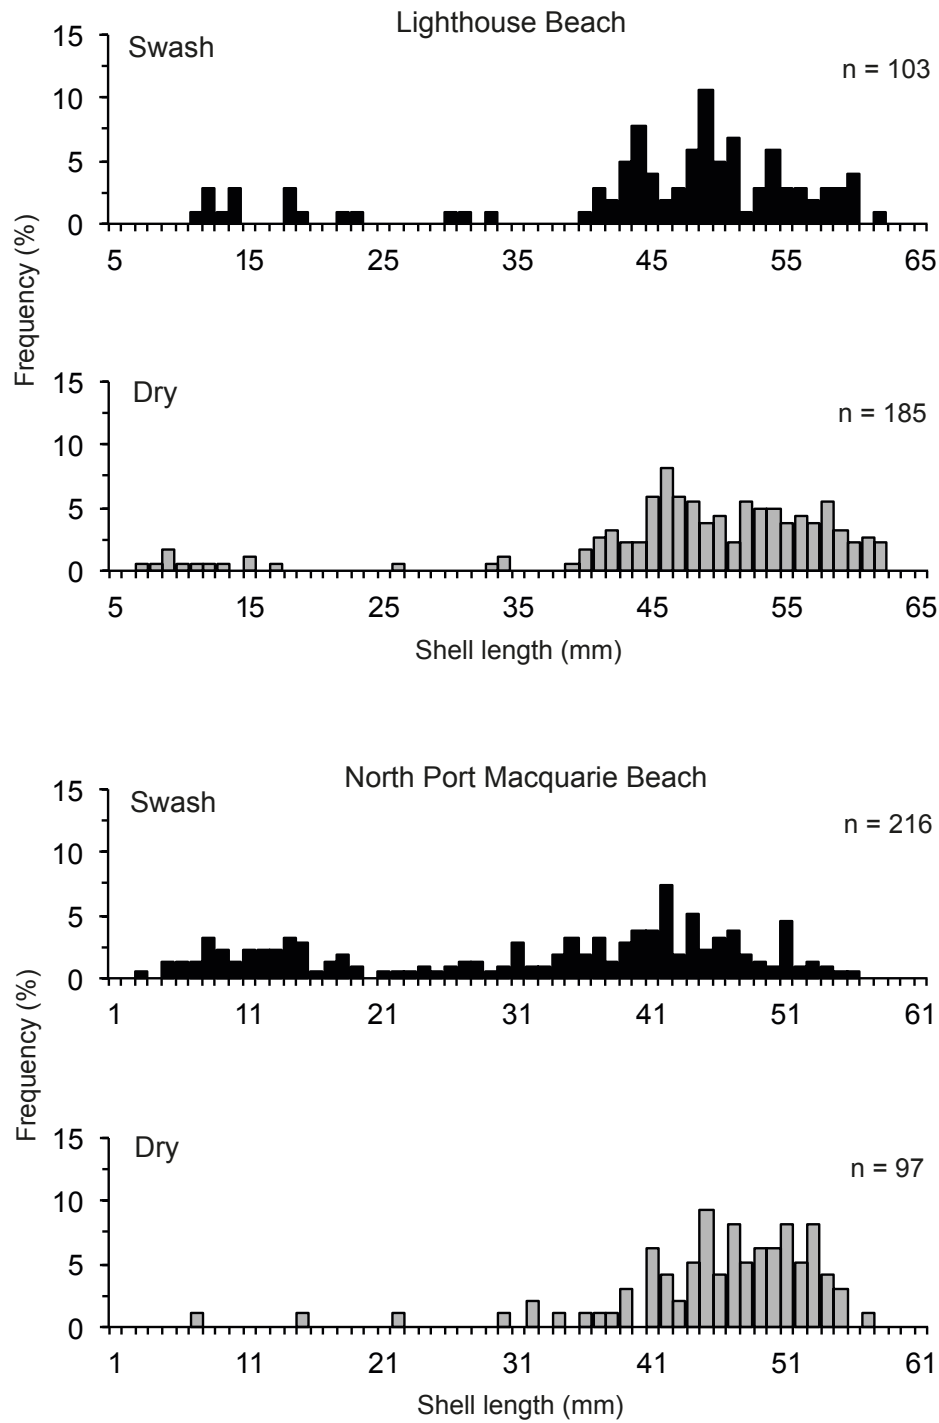 Lighthouse Beach
Swash
n = 103
15
10
5
0
5 15 25 35 45 55 65
Frequency (%)
Dry
n = 185
15
10
5
0
5 15 25 35 45 55 65
Shell length (mm)
North Port Macquarie Beach
Swash
n = 216
15
10
5
0
1 11 21 31 41 51 61
Frequency (%)
Dry
n = 97
15
10
5
0
1 11 21 31 41 51 61
Shell length (mm)